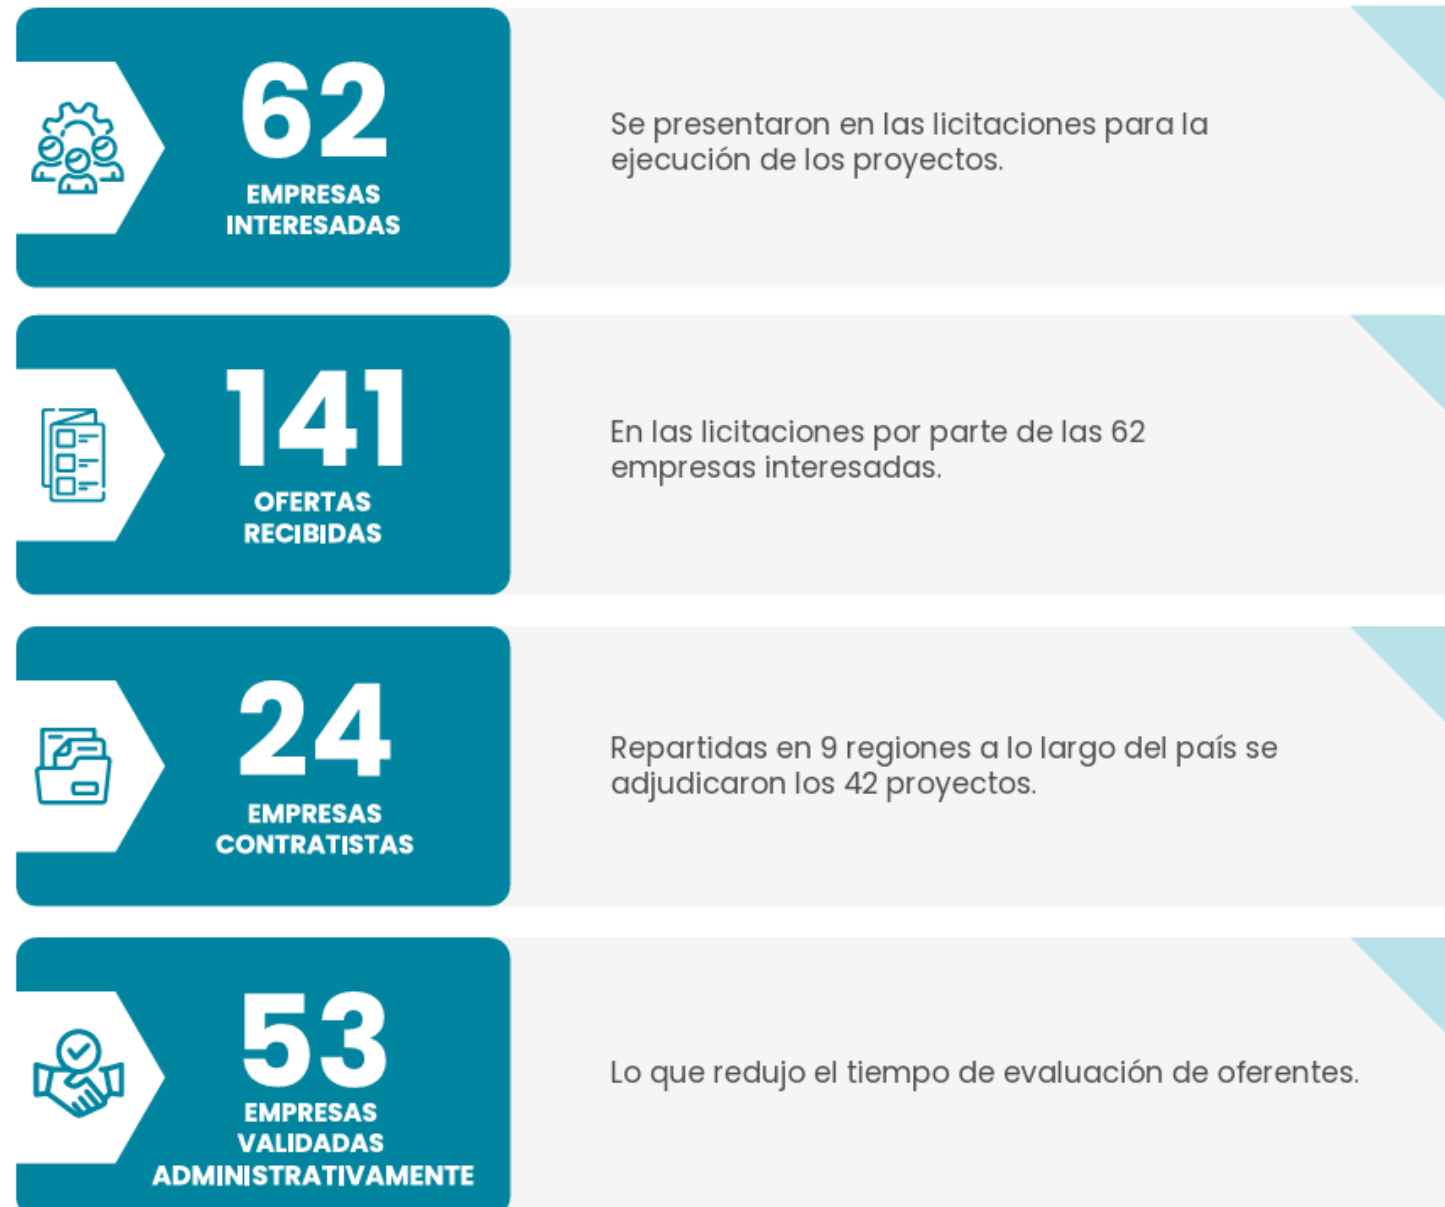 62
EMPRESAS
INTERESADAS
Se presentaron en las licitaciones para la
ejecución de los proyectos.
141
OFERTAS
RECIBIDAS
En las licitaciones por parte de las 62
empresas interesadas.
24
EMPRESAS
CONTRATISTAS
Repartidas en 9 regiones a lo largo del país se
adjudicaron los 42 proyectos.
53
EMPRESAS
VALIDADAS
ADMINISTRATIVAMENTE
Lo que redujo el tiempo de evaluación de oferentes.